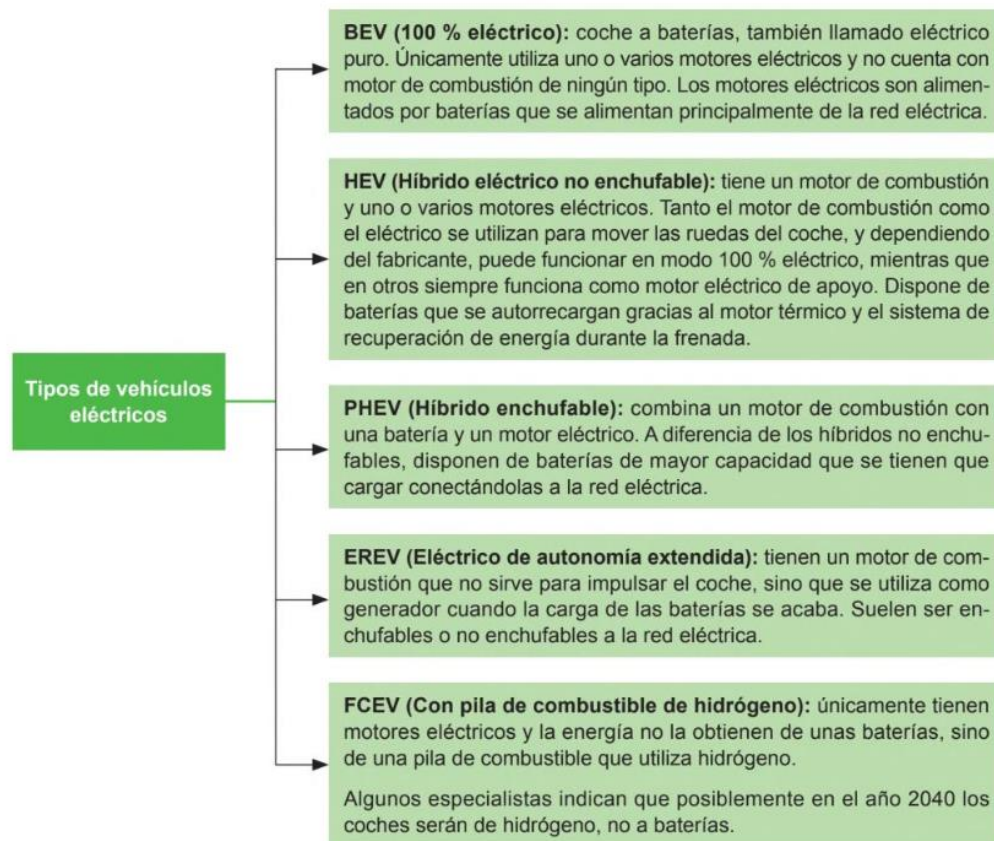 BEV (100 % eléctrico): coche a baterías, también llamado eléctrico
puro. Únicamente utiliza uno o varios motores eléctricos y no cuenta con
motor de combustión de ningún tipo. Los motores eléctricos son alimen-
tados por baterías que se alimentan principalmente de la red eléctrica.
HEV (Híbrido eléctrico no enchufable): tiene un motor de combustión
y uno o varios motores eléctricos. Tanto el motor de combustión como
el eléctrico se utilizan para mover las ruedas del coche, y dependiendo
del fabricante, puede funcionar en modo 100 % eléctrico, mientras que
en otros siempre funciona como motor eléctrico de apoyo. Dispone de
baterías que se autorrecargan gracias al motor térmico y el sistema de
recuperación de energía durante la frenada.
Tipos de vehículos
eléctricos
PHEV (Híbrido enchufable): combina un motor de combustión con
una batería y un motor eléctrico. A diferencia de los híbridos no enchu-
fables, disponen de baterías de mayor capacidad que se tienen que
cargar conectándolas a la red eléctrica.
EREV (Eléctrico de autonomía extendida): tienen un motor de com-
bustión que no sirve para impulsar el coche, sino que se utiliza como
generador cuando la carga de las baterías se acaba. Suelen ser en-
chufables o no enchufables a la red eléctrica.
FCEV (Con pila de combustible de hidrógeno): únicamente tienen
motores eléctricos y la energía no la obtienen de unas baterías, sino
de una pila de combustible que utiliza hidrógeno.
Algunos especialistas indican que posiblemente en el año 2040 los
coches serán de hidrógeno, no a baterías.